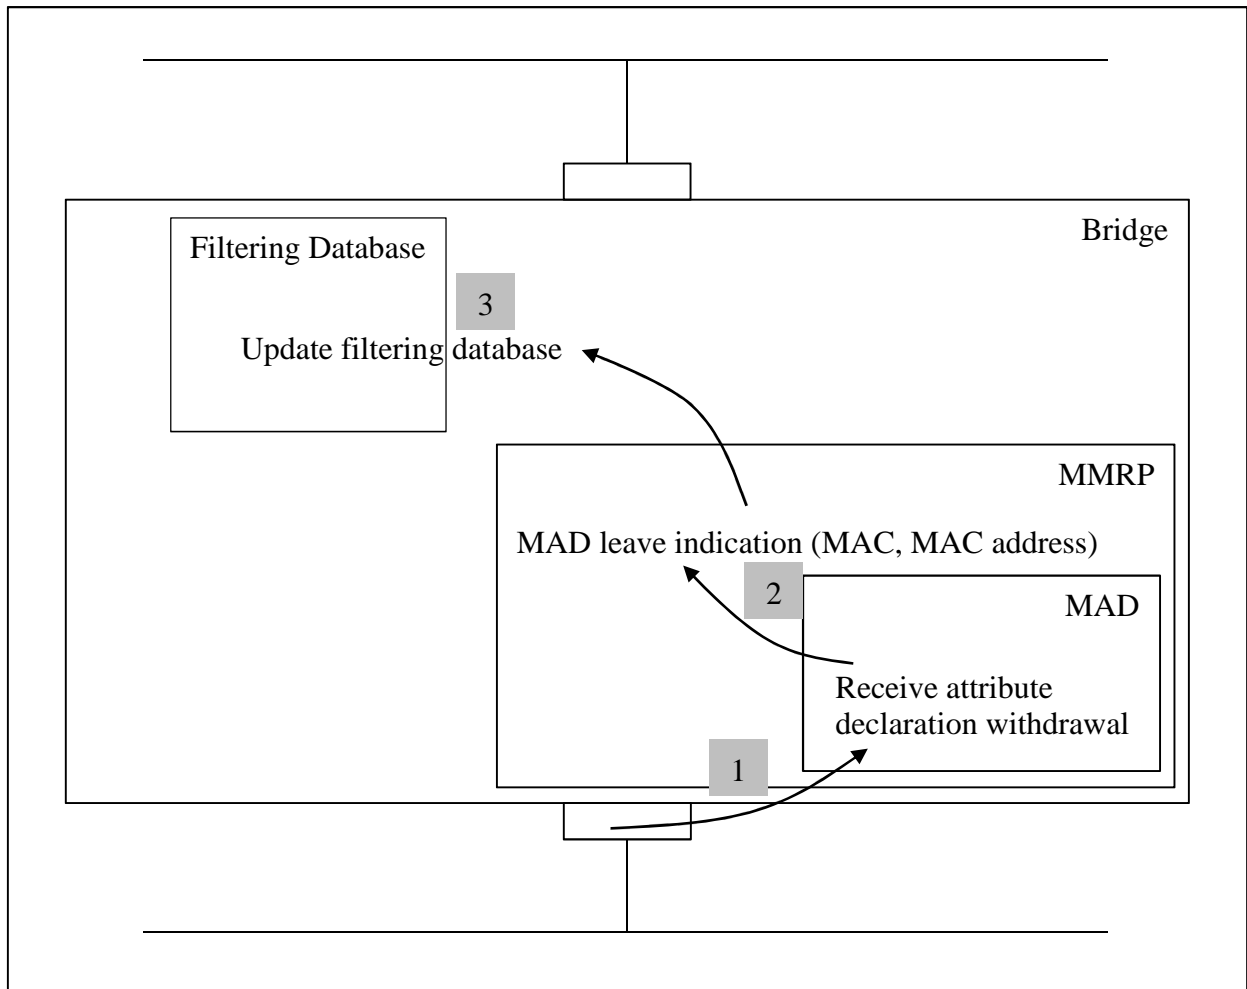 Bridge
Filtering Database
3
Update filtering database
MMRP
MAD leave indication (MAC, MAC address)
2
MAD
Receive attribute
declaration withdrawal
1